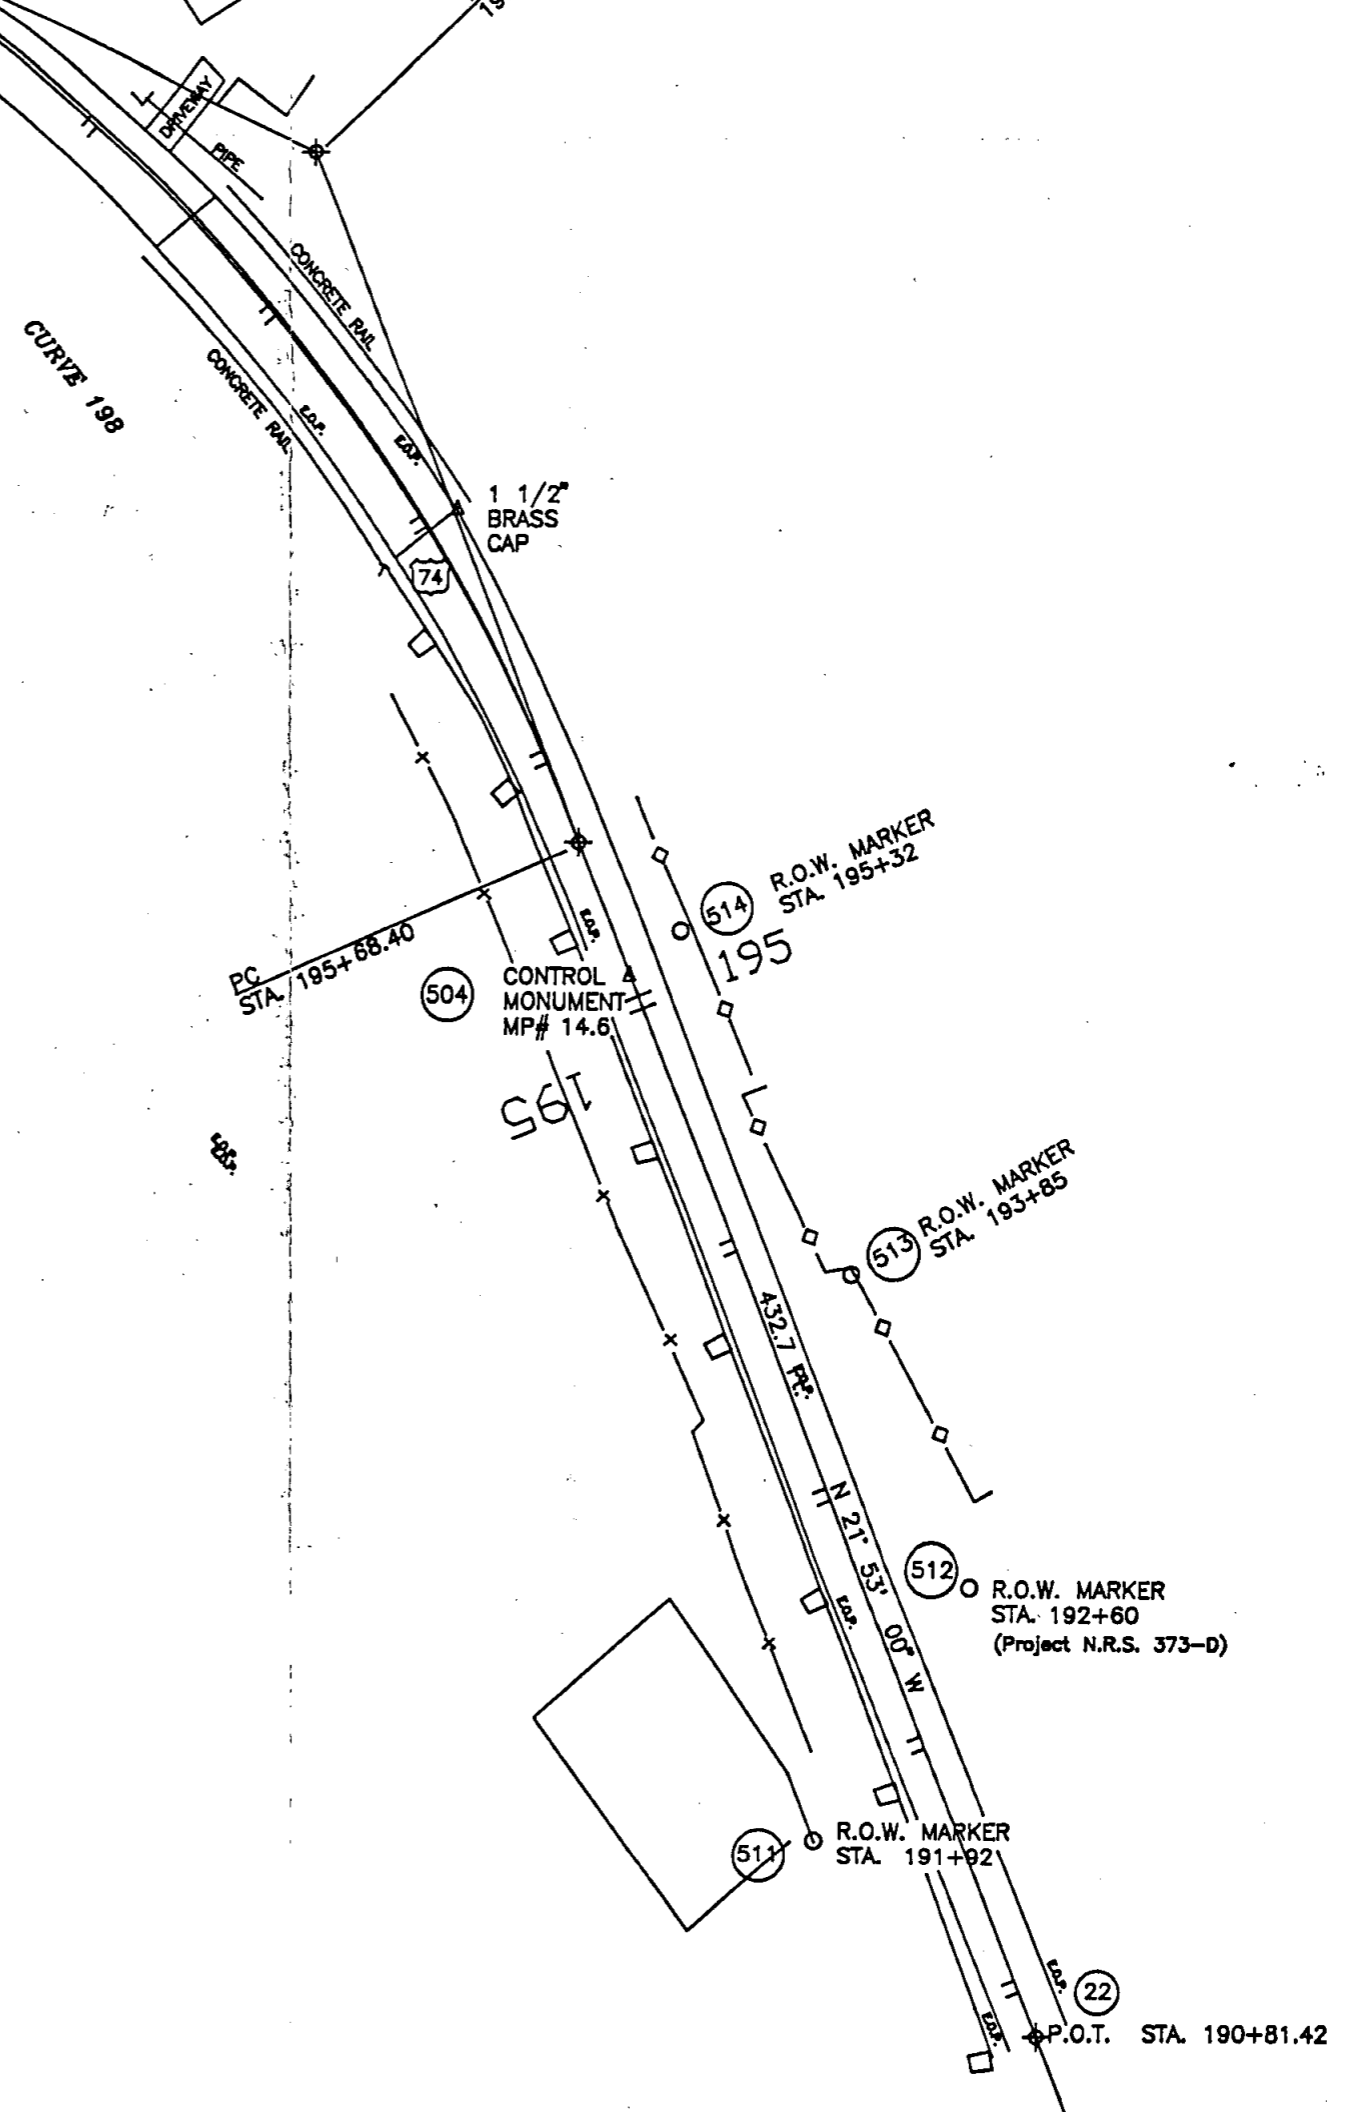 DRIVEWAY
PIPE
CONCRETE RAIL
CURVE 198
CONCRETE RAIL
E.O.P.
E.O.P.
1 1/2"
BRASS
CAP
74
R.O.W. MARKER
STA. 195+32
514
195
PC
STA. 195+68.40
E.O.P.
504
CONTROL
MONUMENT
MP# 14.6
195
R.O.W. MARKER
STA. 193+85
513
432.7 Ft.
E.O.P.
N 21° 53' 00" W
512
R.O.W. MARKER
STA. 192+60
(Project N.R.S. 373-D)
E.O.P.
511
R.O.W. MARKER
STA. 191+92
E.O.P.
22
E.O.P.
P.O.T. STA. 190+81.42